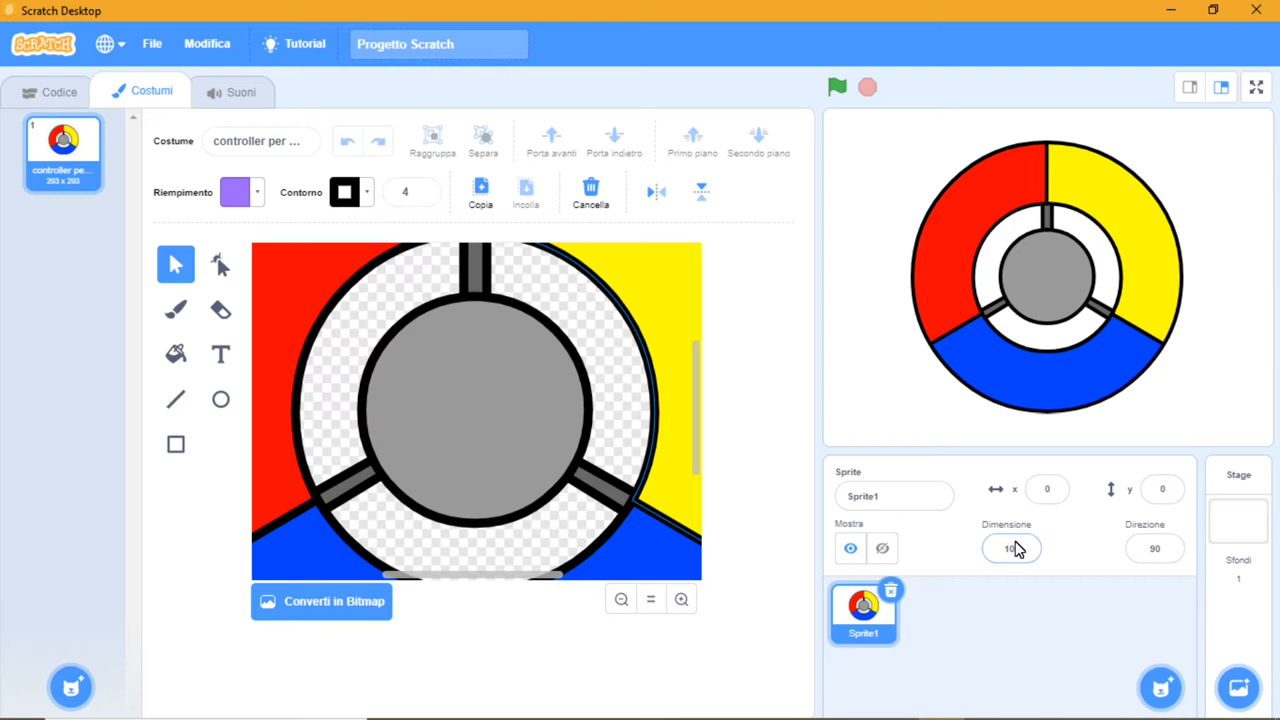 Scratch Desktop
SCRATCH File Modifica Tutorial Progetto Scratch
Codice Costumi Suoni
1
controller pe...
293 x 293
Costume controller per ... Raggruppa Separa Porta avanti Porta indietro Primo piano Secondo piano
Riempimento Contorno 4 Copia Incolla Cancella
T
Converti in Bitmap
Sprite
Sprite1 x 0 y 0
Mostra Dimensione Direzione
90
Sprite1
Stage
Sfondi
1